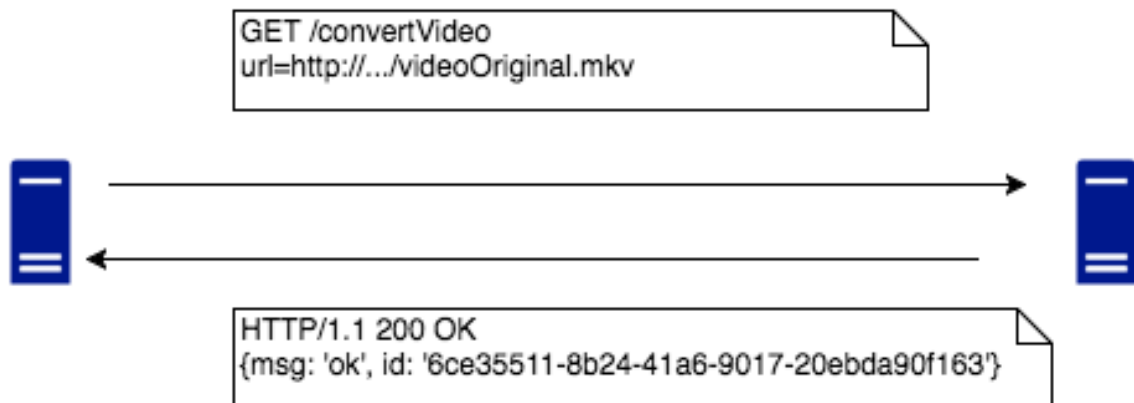 GET /convertVideo
url=http://.../videoOriginal.mkv
HTTP/1.1 200 OK
{msg: 'ok', id: '6ce35511-8b24-41a6-9017-20ebda90f163'}